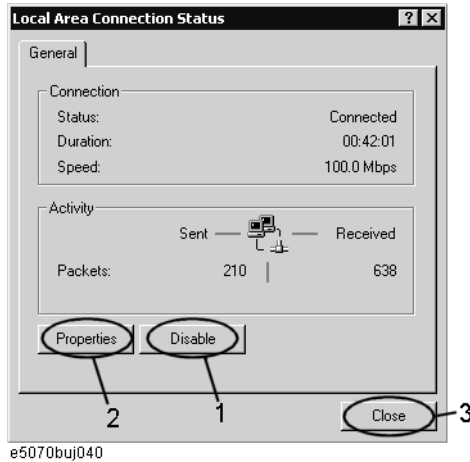 Local Area Connection Status ? ×
General
Connection
Status: Connected
Duration: 00:42:01
Speed: 100.0 Mbps
Activity
Sent Received
Packets: 210 638
Properties Disable
2 1
Close 3
e5070buj040